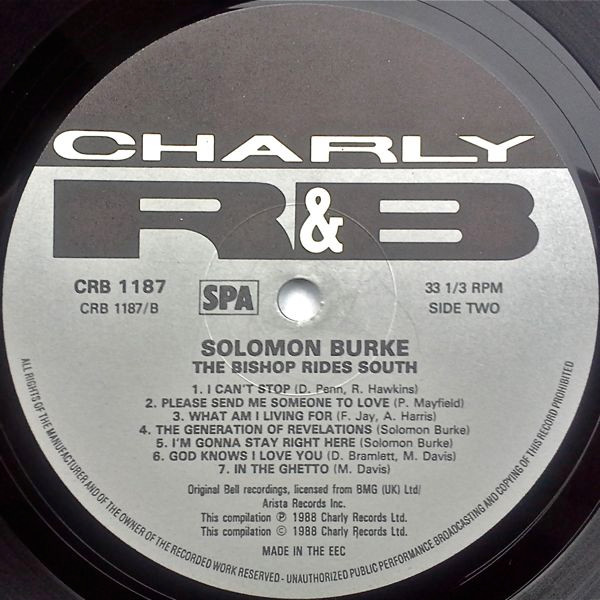 CHARLY
R&B
CRB 1187
CRB 1187/B
SPA
33 1/3 RPM
SIDE TWO
SOLOMON BURKE
THE BISHOP RIDES SOUTH
1. I CAN'T STOP (D. Penn, R. Hawkins)
2. PLEASE SEND ME SOMEONE TO LOVE (P. Mayfield)
3. WHAT AM I LIVING FOR (F. Jay, A. Harris)
4. THE GENERATION OF REVELATIONS (Solomon Burke)
5. I'M GONNA STAY RIGHT HERE (Solomon Burke)
6. GOD KNOWS I LOVE YOU (D. Bramlett, M. Davis)
7. IN THE GHETTO (M. Davis)
Original Bell recordings, licensed from BMG (UK) Ltd/
Arista Records Inc.
This compilation ℗ 1988 Charly Records Ltd.
This compilation © 1988 Charly Records Ltd.
MADE IN THE EEC
ALL RIGHTS OF THE MANUFACTURER AND OF THE OWNER OF THE RECORDED WORK RESERVED - UNAUTHORIZED PUBLIC PERFORMANCE BROADCASTING AND COPYING OF THIS RECORD PROHIBITED